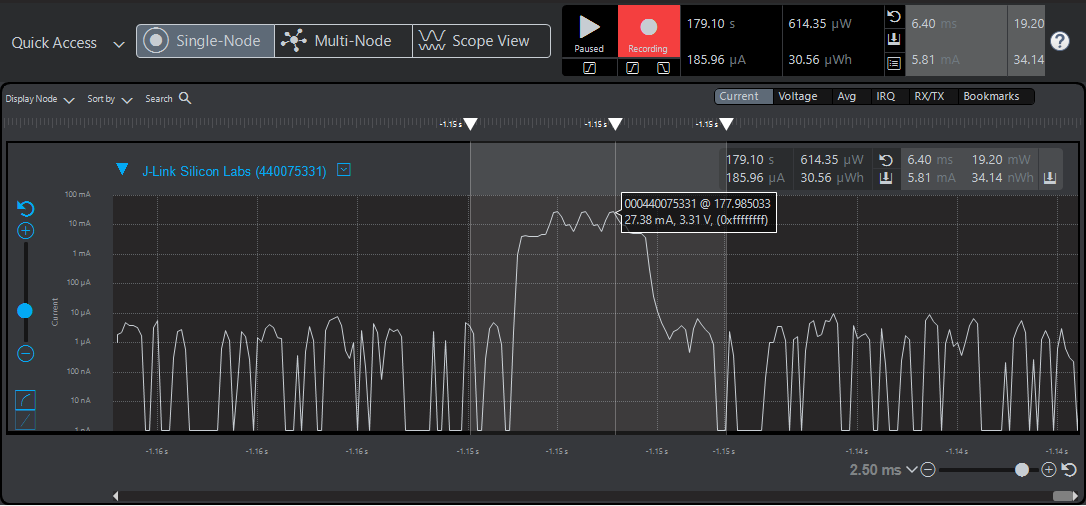 Quick Access
Single-Node
Multi-Node
Scope View
Paused
Recording
179.10 s
614.35 µW
6.40 ms
19.20
185.96 µA
30.56 µWh
5.81 mA
34.14
?
Display Node
Sort by
Search
Current
Voltage
Avg
IRQ
RX/TX
Bookmarks
-1.15 s
-1.15 s
-1.15 s
J-Link Silicon Labs (440075331)
179.10 s
614.35 µW
6.40 ms
19.20 mW
185.96 µA
30.56 µWh
5.81 mA
34.14 nWh
100 mA
000440075331 @ 177.985033
27.38 mA, 3.31 V, (0xffffffff)
10 mA
1 mA
100 µA
Current
10 µA
1 µA
100 nA
10 nA
1 nA
-1.16 s
-1.16 s
-1.16 s
-1.15 s
-1.15 s
-1.15 s
-1.15 s
-1.14 s
-1.14 s
-1.14 s
2.50 ms